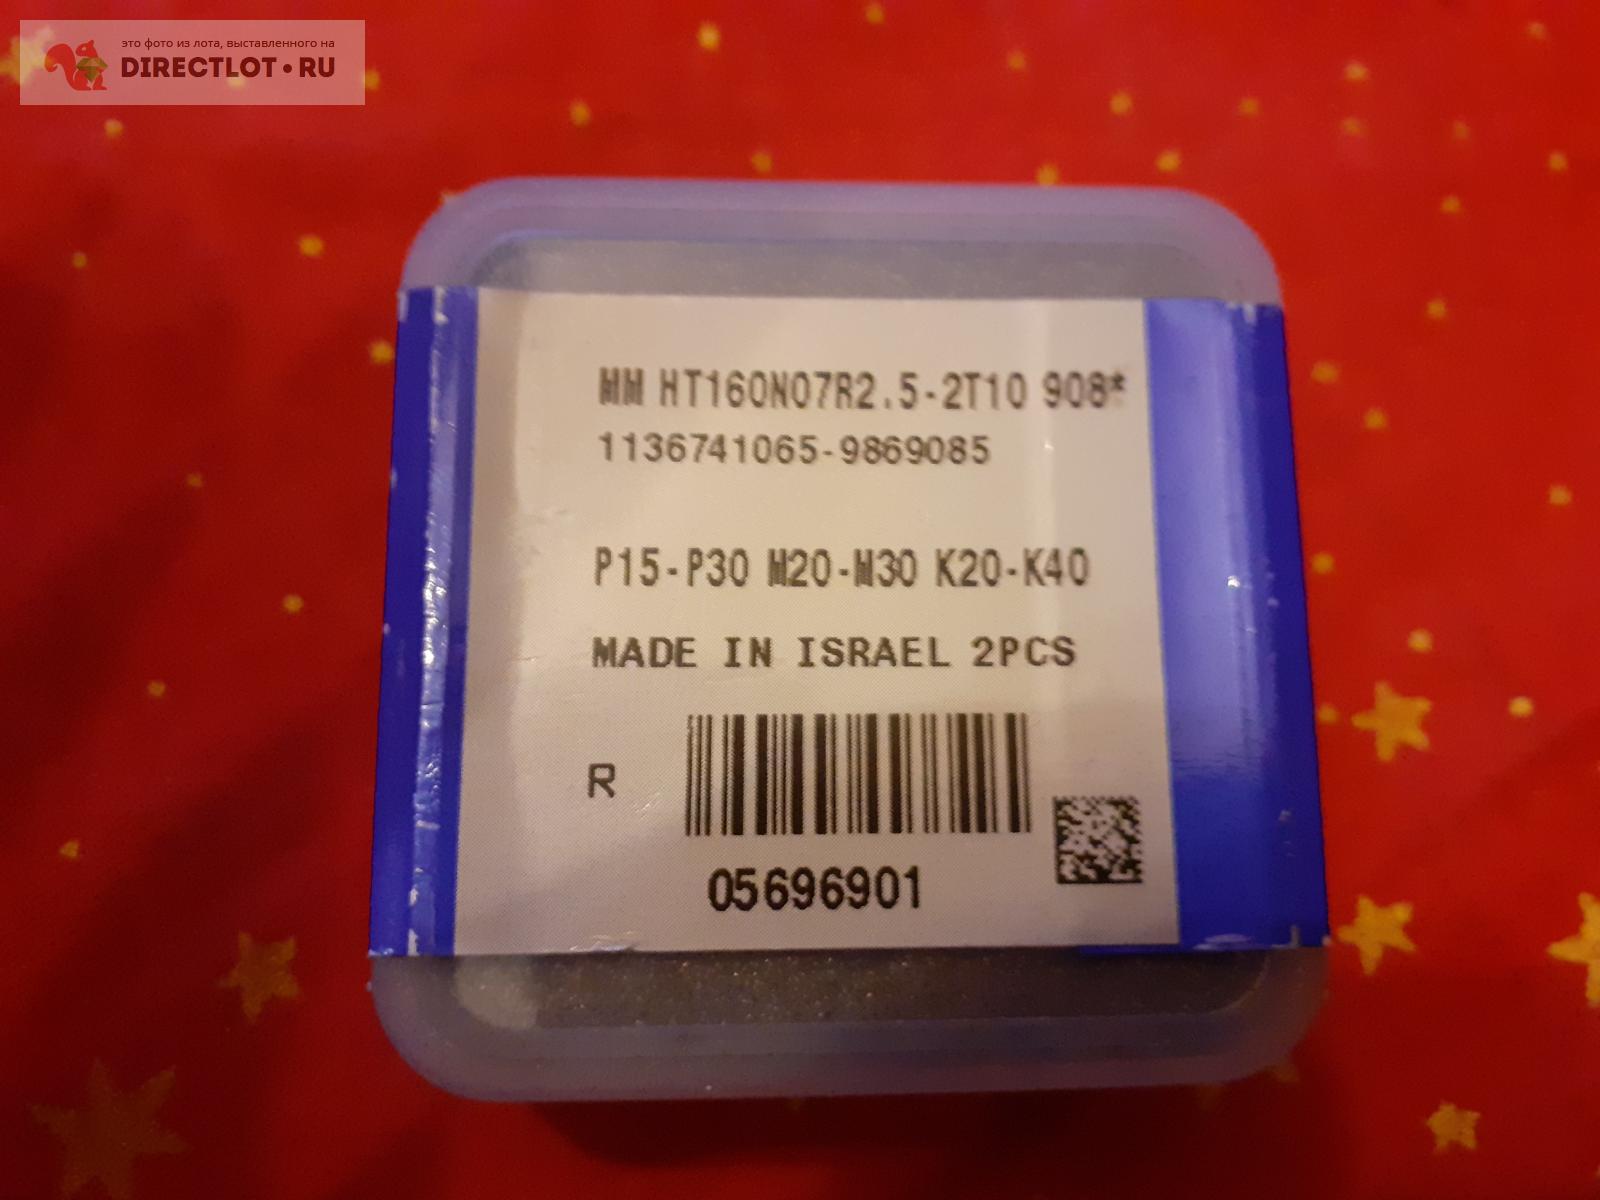 это фото из лота, выставленного на
DIRECTLOT•RU
MM HT160N07R2.5-2T10 908*
1136741065-9869085
P15-P30 M20-M30 K20-K40
MADE IN ISRAEL 2PCS
R
05696901